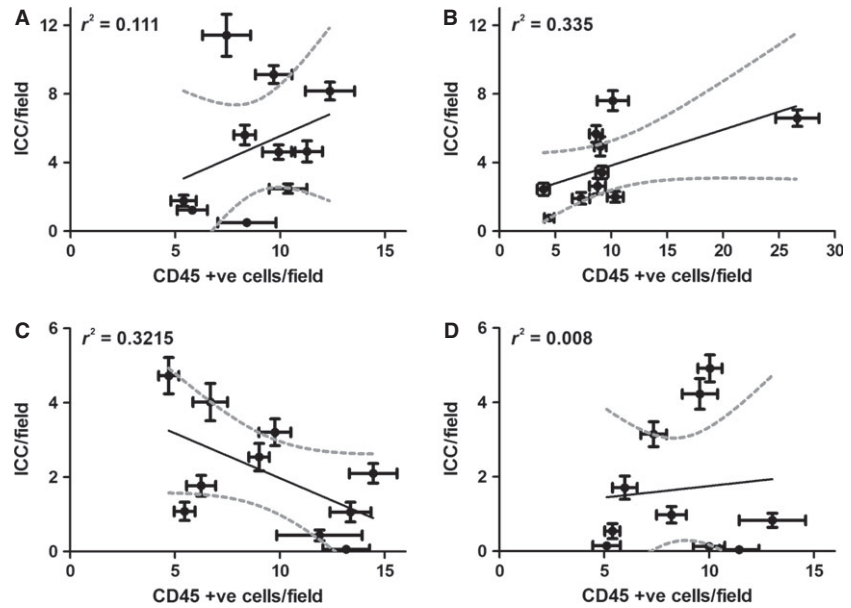 A
r² = 0.111
12
8
4
0
ICC/field
0
5
10
15
CD45 +ve cells/field
B
r² = 0.335
12
8
4
0
ICC/field
0
5
10
15
20
25
30
CD45 +ve cells/field
C
r² = 0.3215
6
4
2
0
ICC/field
0
5
10
15
CD45 +ve cells/field
D
r² = 0.008
6
4
2
0
ICC/field
0
5
10
15
CD45 +ve cells/field